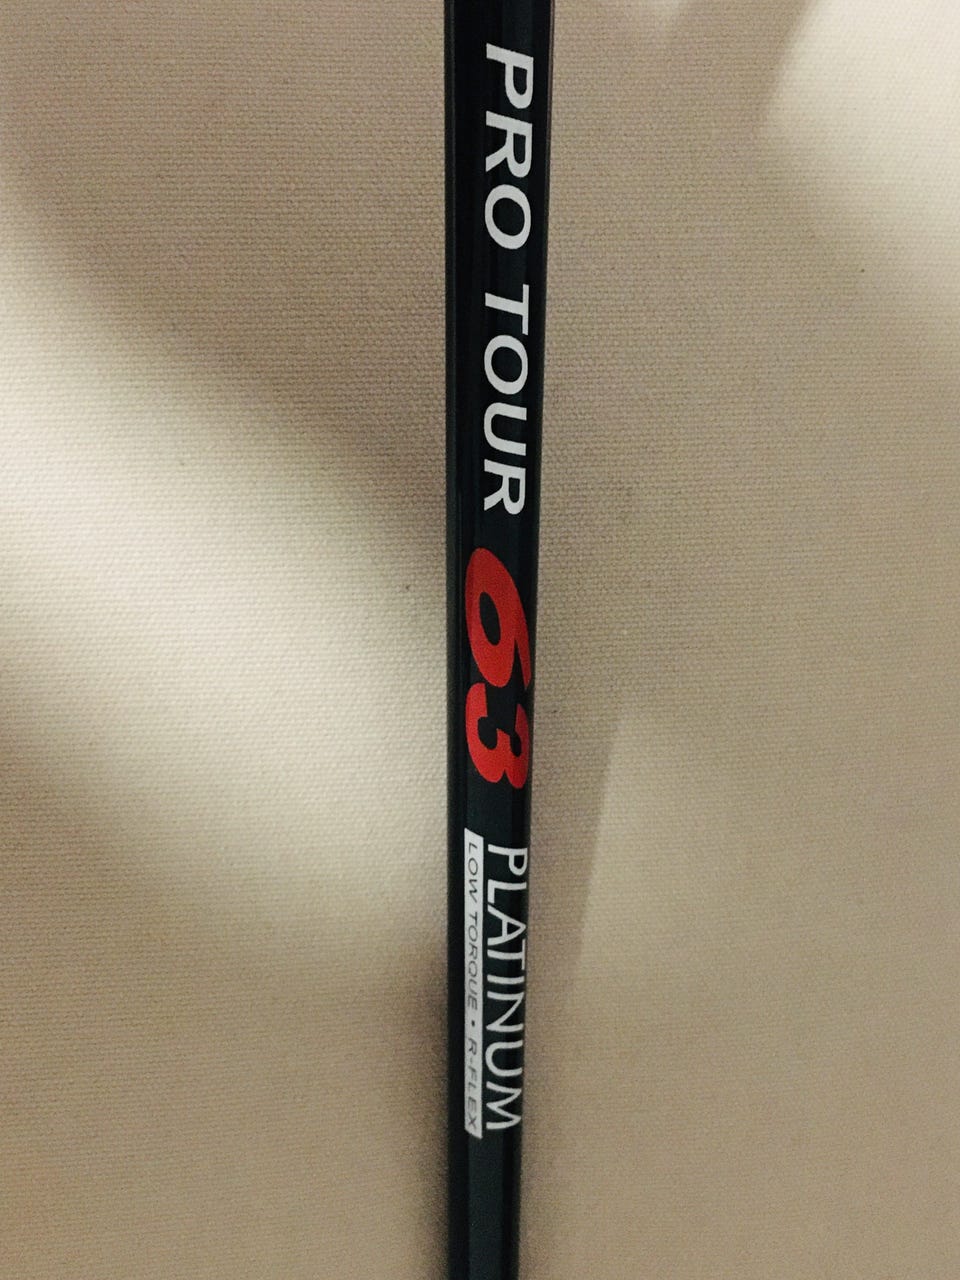 PRO TOUR 63 PLATINUM
LOW TORQUE • R-FLEX